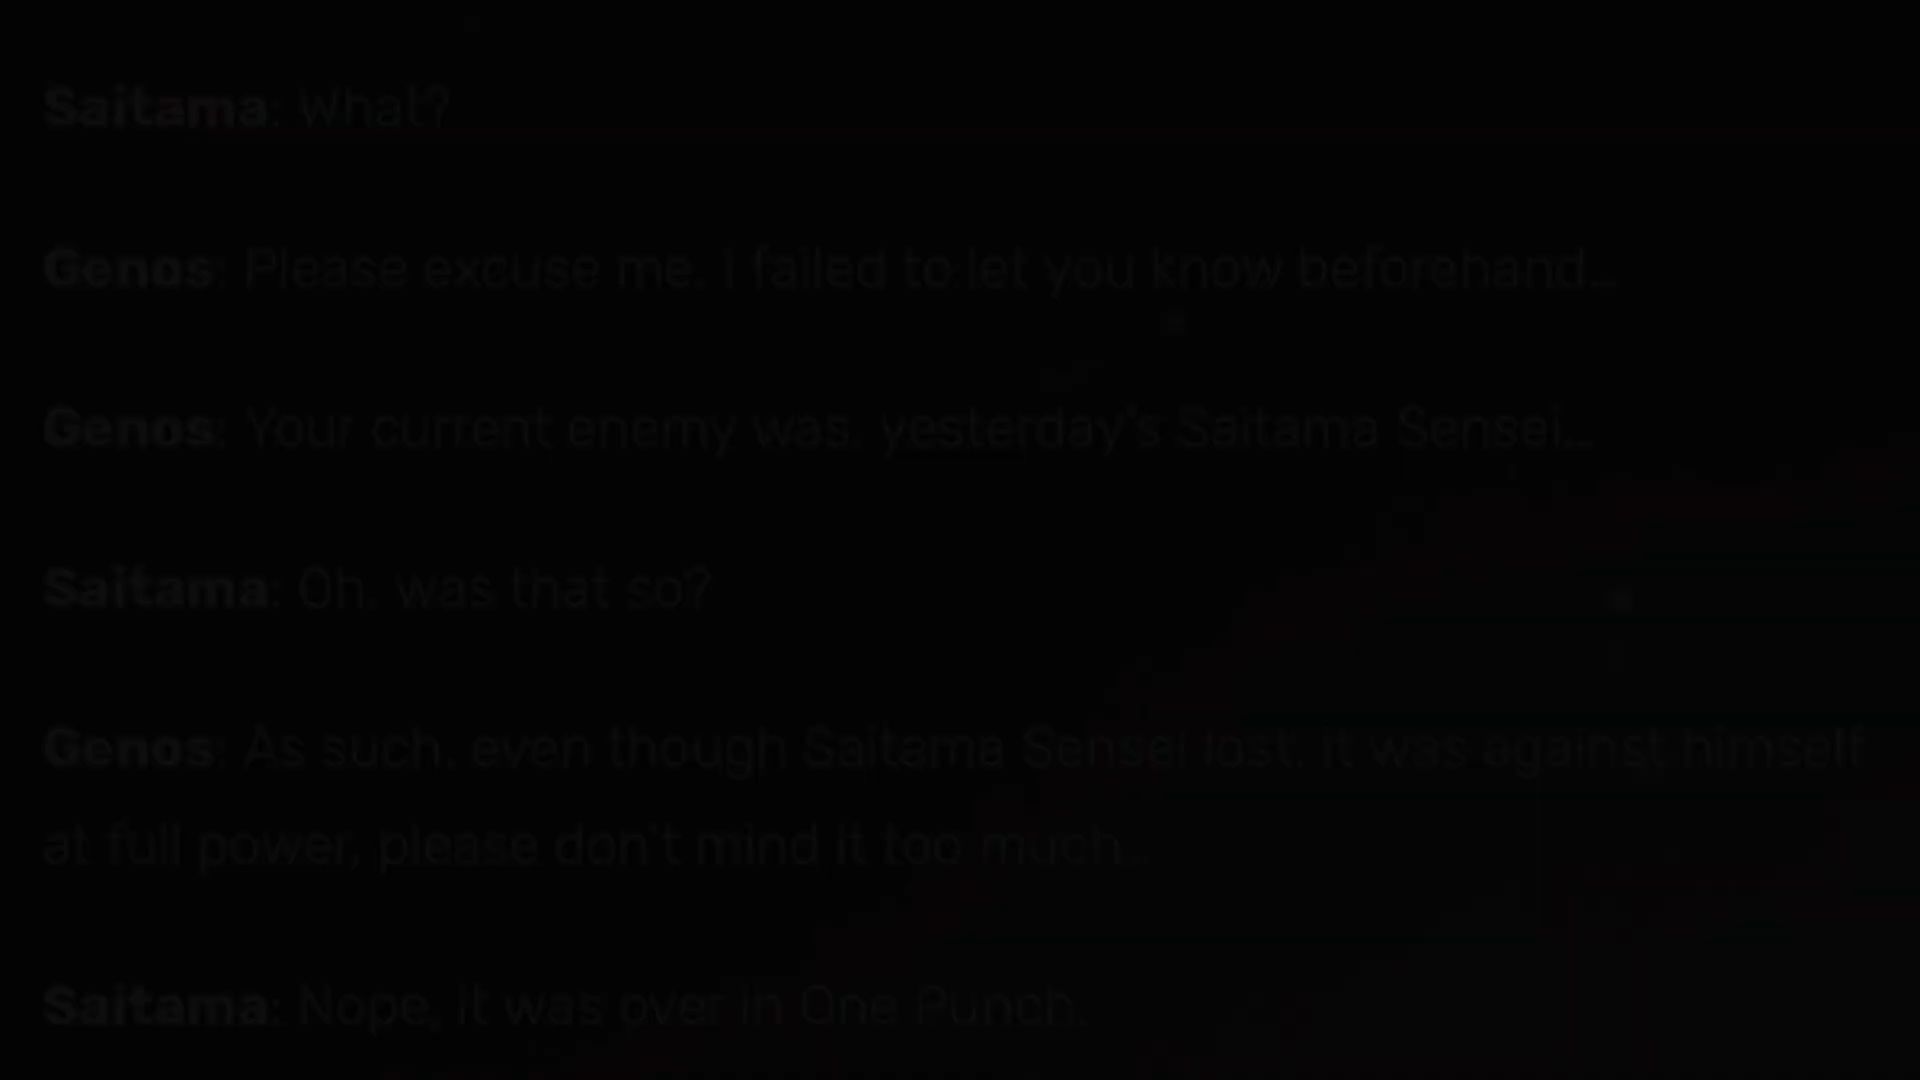 Saitama: What?
Genos: Please excuse me. I failed to let you know beforehand...
Genos: Your current enemy was, yesterday's Saitama Sensei...
Saitama: Oh, was that so?
Genos: As such, even though Saitama Sensei lost, it was against himself
at full power, please don't mind it too much...
Saitama: Nope, it was over in One Punch.